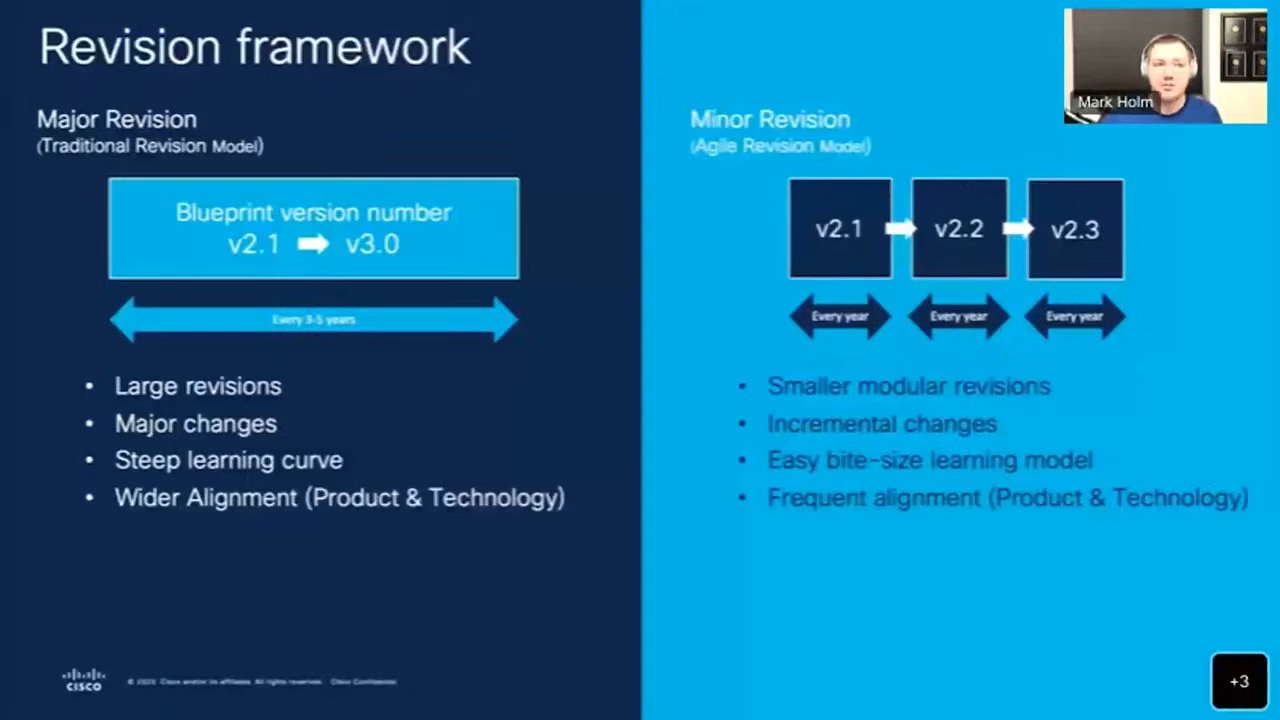 Revision framework
Mark Holm
Major Revision
(Traditional Revision Model)
Blueprint version number
v2.1 v3.0
Every 3-5 years
• Large revisions
• Major changes
• Steep learning curve
• Wider Alignment (Product & Technology)
Minor Revision
(Agile Revision Model)
v2.1 v2.2 v2.3
Every year Every year Every year
• Smaller modular revisions
• Incremental changes
• Easy bite-size learning model
• Frequent alignment (Product & Technology)
CISCO
Cisco and/or its affiliates. All rights reserved. Cisco Confidential
+3